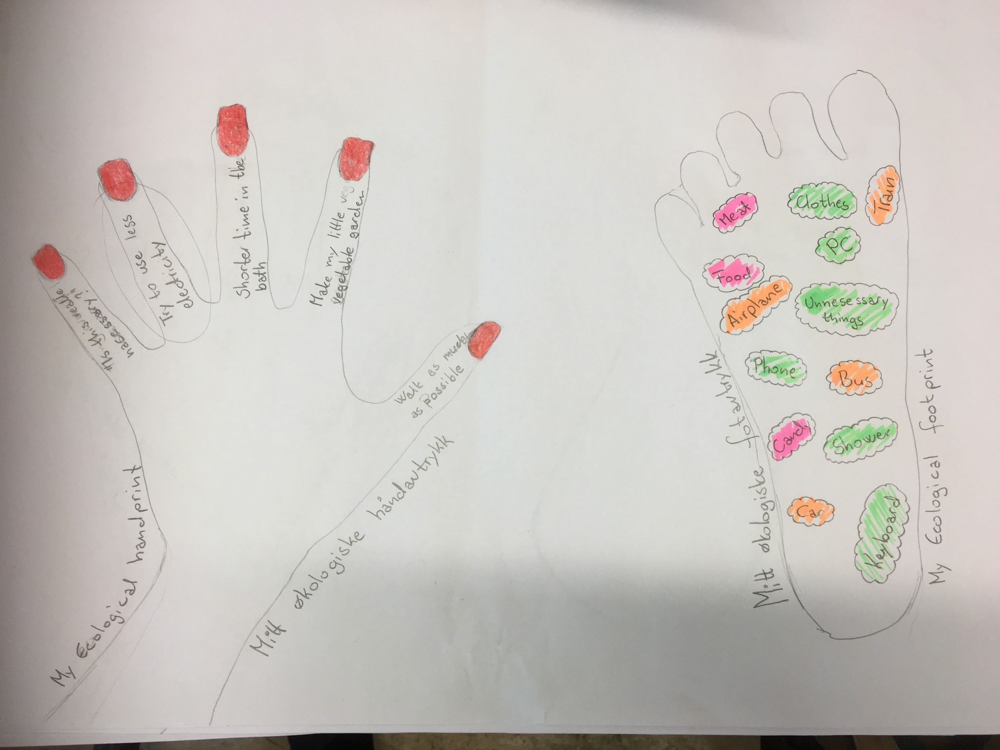 "Is this really
nacessary?"
Try to use less
electricity
Shorter time in the
bath
Make my little veg
vegetable garden
Walk as much
as possible
My Ecological handprint
Mitt økologiske håndavtrykk
Meat
Clothes
Train
PC
Food
Airplane
Unnesessary
things
Phone
Bus
Candy
Shower
Car
Keyboard
Mitt økologiske fotavtrykk
My Ecological footprint